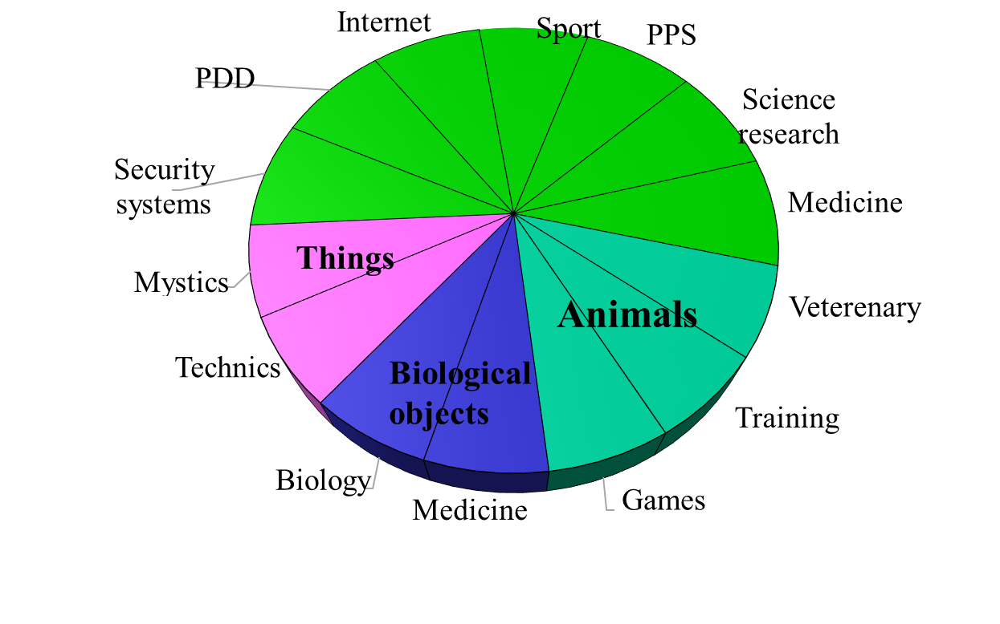 Internet
Sport
PPS
PDD
Science
research
Security
systems
Medicine
Things
Mystics
Animals
Veterenary
Technics
Biological
objects
Training
Biology
Medicine
Games